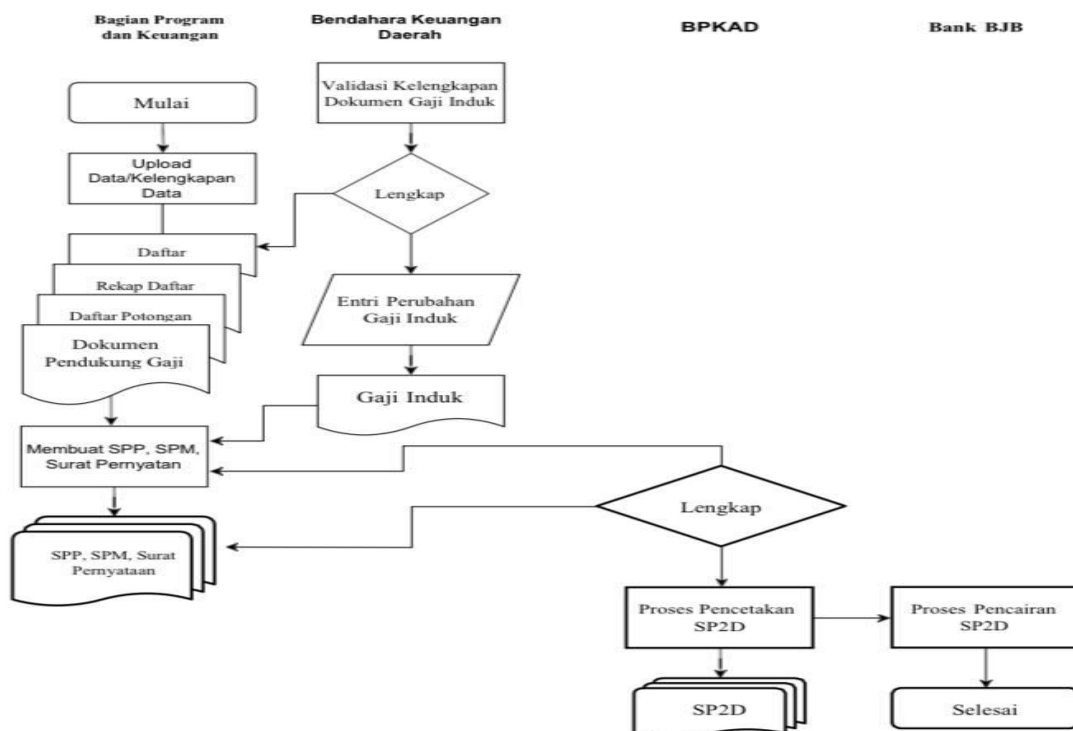 Bagian Program
dan Keuangan
Bendahara Keuangan
Daerah
BPKAD
Bank BJB
Mulai
Upload
Data/Kelengkapan
Data
Daftar
Rekap Daftar
Daftar Potongan
Dokumen
Pendukung Gaji
Membuat SPP, SPM,
Surat Pernyatan
SPP, SPM, Surat
Pernyataan
Validasi Kelengkapan
Dokumen Gaji Induk
Lengkap
Entri Perubahan
Gaji Induk
Gaji Induk
Lengkap
Proses Pencetakan
SP2D
SP2D
Proses Pencairan
SP2D
Selesai